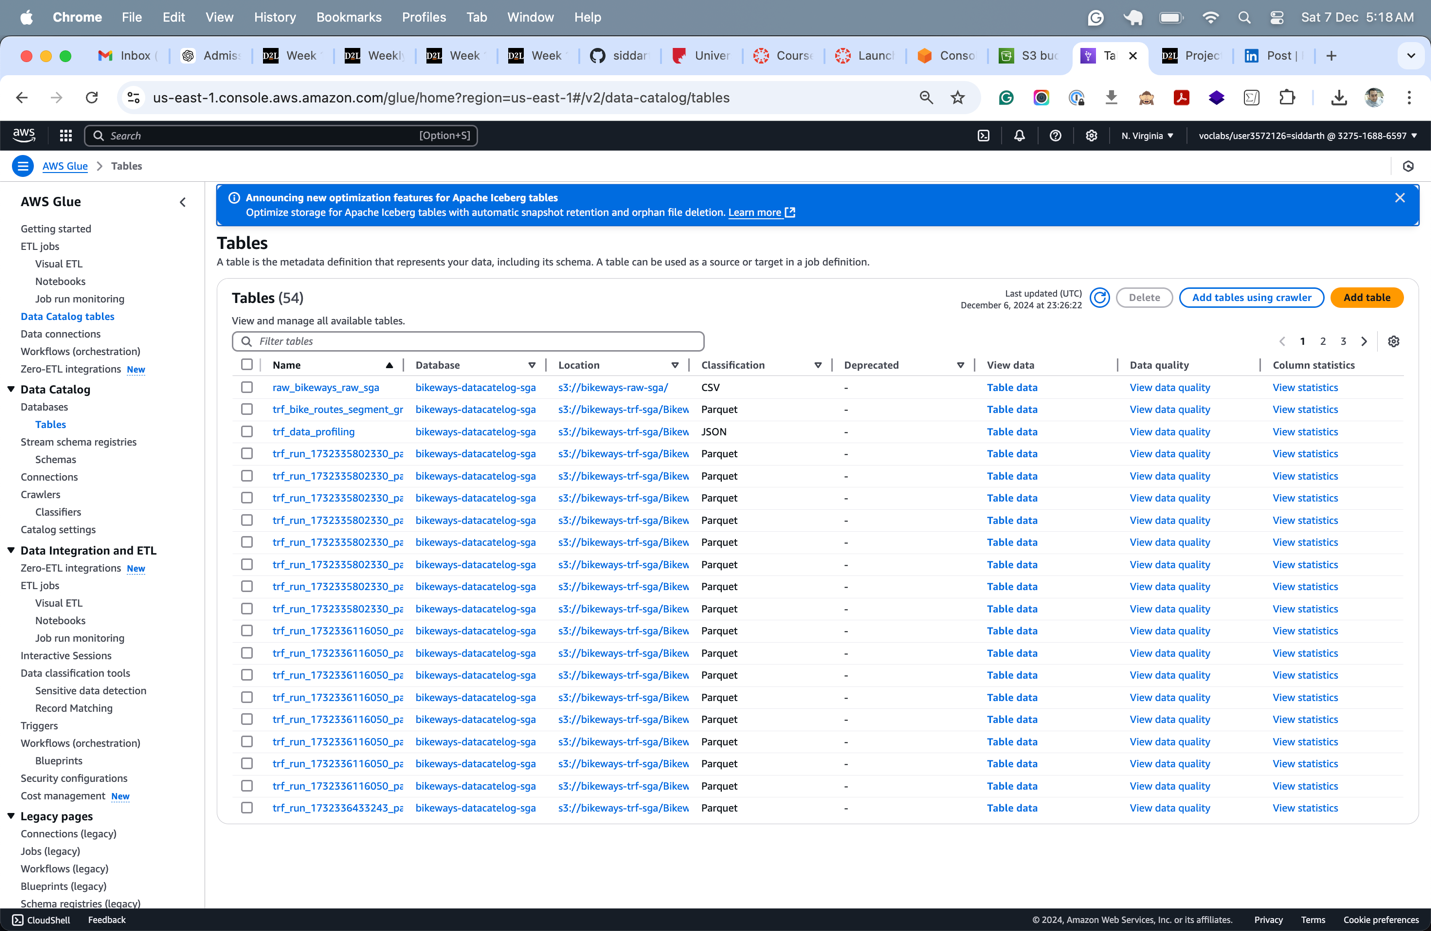 Chrome File Edit View History Bookmarks Profiles Tab Window Help Sat 7 Dec 5:18 AM
Inbox ( Admis D2L Week D2L Weekly D2L Week D2L Week siddar Univer Course Launc Conso S3 buc Ta D2L Projec in Post |
us-east-1.console.aws.amazon.com/glue/home?region=us-east-1#/v2/data-catalog/tables
aws Search [Option+S] N. Virginia voclabs/user3572126=siddarth @ 3275-1688-6597
AWS Glue Tables
AWS Glue
Getting started
ETL jobs
Visual ETL
Notebooks
Job run monitoring
Data Catalog tables
Data connections
Workflows (orchestration)
Zero-ETL integrations New
Data Catalog
Databases
Tables
Stream schema registries
Schemas
Connections
Crawlers
Classifiers
Catalog settings
Data Integration and ETL
Zero-ETL integrations New
ETL jobs
Visual ETL
Notebooks
Job run monitoring
Interactive Sessions
Data classification tools
Sensitive data detection
Record Matching
Triggers
Workflows (orchestration)
Blueprints
Security configurations
Cost management New
Legacy pages
Connections (legacy)
Jobs (legacy)
Workflows (legacy)
Blueprints (legacy)
Schema registries (legacy)
Announcing new optimization features for Apache Iceberg tables
Optimize storage for Apache Iceberg tables with automatic snapshot retention and orphan file deletion. Learn more
Tables
A table is the metadata definition that represents your data, including its schema. A table can be used as a source or target in a job definition.
Tables (54)
Last updated (UTC)
December 6, 2024 at 23:26:22
Delete Add tables using crawler Add table
View and manage all available tables.
Filter tables
1 2 3
Name Database Location Classification Deprecated View data Data quality Column statistics
raw_bikeways_raw_sga bikeways-datacatelog-sga s3://bikeways-raw-sga/ CSV - Table data View data quality View statistics
trf_bike_routes_segment_gr bikeways-datacatelog-sga s3://bikeways-trf-sga/Bikew Parquet - Table data View data quality View statistics
trf_data_profiling bikeways-datacatelog-sga s3://bikeways-trf-sga/Bikew JSON - Table data View data quality View statistics
trf_run_1732335802330_pa bikeways-datacatelog-sga s3://bikeways-trf-sga/Bikew Parquet - Table data View data quality View statistics
trf_run_1732335802330_pa bikeways-datacatelog-sga s3://bikeways-trf-sga/Bikew Parquet - Table data View data quality View statistics
trf_run_1732335802330_pa bikeways-datacatelog-sga s3://bikeways-trf-sga/Bikew Parquet - Table data View data quality View statistics
trf_run_1732335802330_pa bikeways-datacatelog-sga s3://bikeways-trf-sga/Bikew Parquet - Table data View data quality View statistics
trf_run_1732335802330_pa bikeways-datacatelog-sga s3://bikeways-trf-sga/Bikew Parquet - Table data View data quality View statistics
trf_run_1732335802330_pa bikeways-datacatelog-sga s3://bikeways-trf-sga/Bikew Parquet - Table data View data quality View statistics
trf_run_1732335802330_pa bikeways-datacatelog-sga s3://bikeways-trf-sga/Bikew Parquet - Table data View data quality View statistics
trf_run_1732335802330_pa bikeways-datacatelog-sga s3://bikeways-trf-sga/Bikew Parquet - Table data View data quality View statistics
trf_run_1732336116050_pa bikeways-datacatelog-sga s3://bikeways-trf-sga/Bikew Parquet - Table data View data quality View statistics
trf_run_1732336116050_pa bikeways-datacatelog-sga s3://bikeways-trf-sga/Bikew Parquet - Table data View data quality View statistics
trf_run_1732336116050_pa bikeways-datacatelog-sga s3://bikeways-trf-sga/Bikew Parquet - Table data View data quality View statistics
trf_run_1732336116050_pa bikeways-datacatelog-sga s3://bikeways-trf-sga/Bikew Parquet - Table data View data quality View statistics
trf_run_1732336116050_pa bikeways-datacatelog-sga s3://bikeways-trf-sga/Bikew Parquet - Table data View data quality View statistics
trf_run_1732336116050_pa bikeways-datacatelog-sga s3://bikeways-trf-sga/Bikew Parquet - Table data View data quality View statistics
trf_run_1732336116050_pa bikeways-datacatelog-sga s3://bikeways-trf-sga/Bikew Parquet - Table data View data quality View statistics
trf_run_1732336116050_pa bikeways-datacatelog-sga s3://bikeways-trf-sga/Bikew Parquet - Table data View data quality View statistics
trf_run_1732336433243_pa bikeways-datacatelog-sga s3://bikeways-trf-sga/Bikew Parquet - Table data View data quality View statistics
CloudShell Feedback © 2024, Amazon Web Services, Inc. or its affiliates. Privacy Terms Cookie preferences